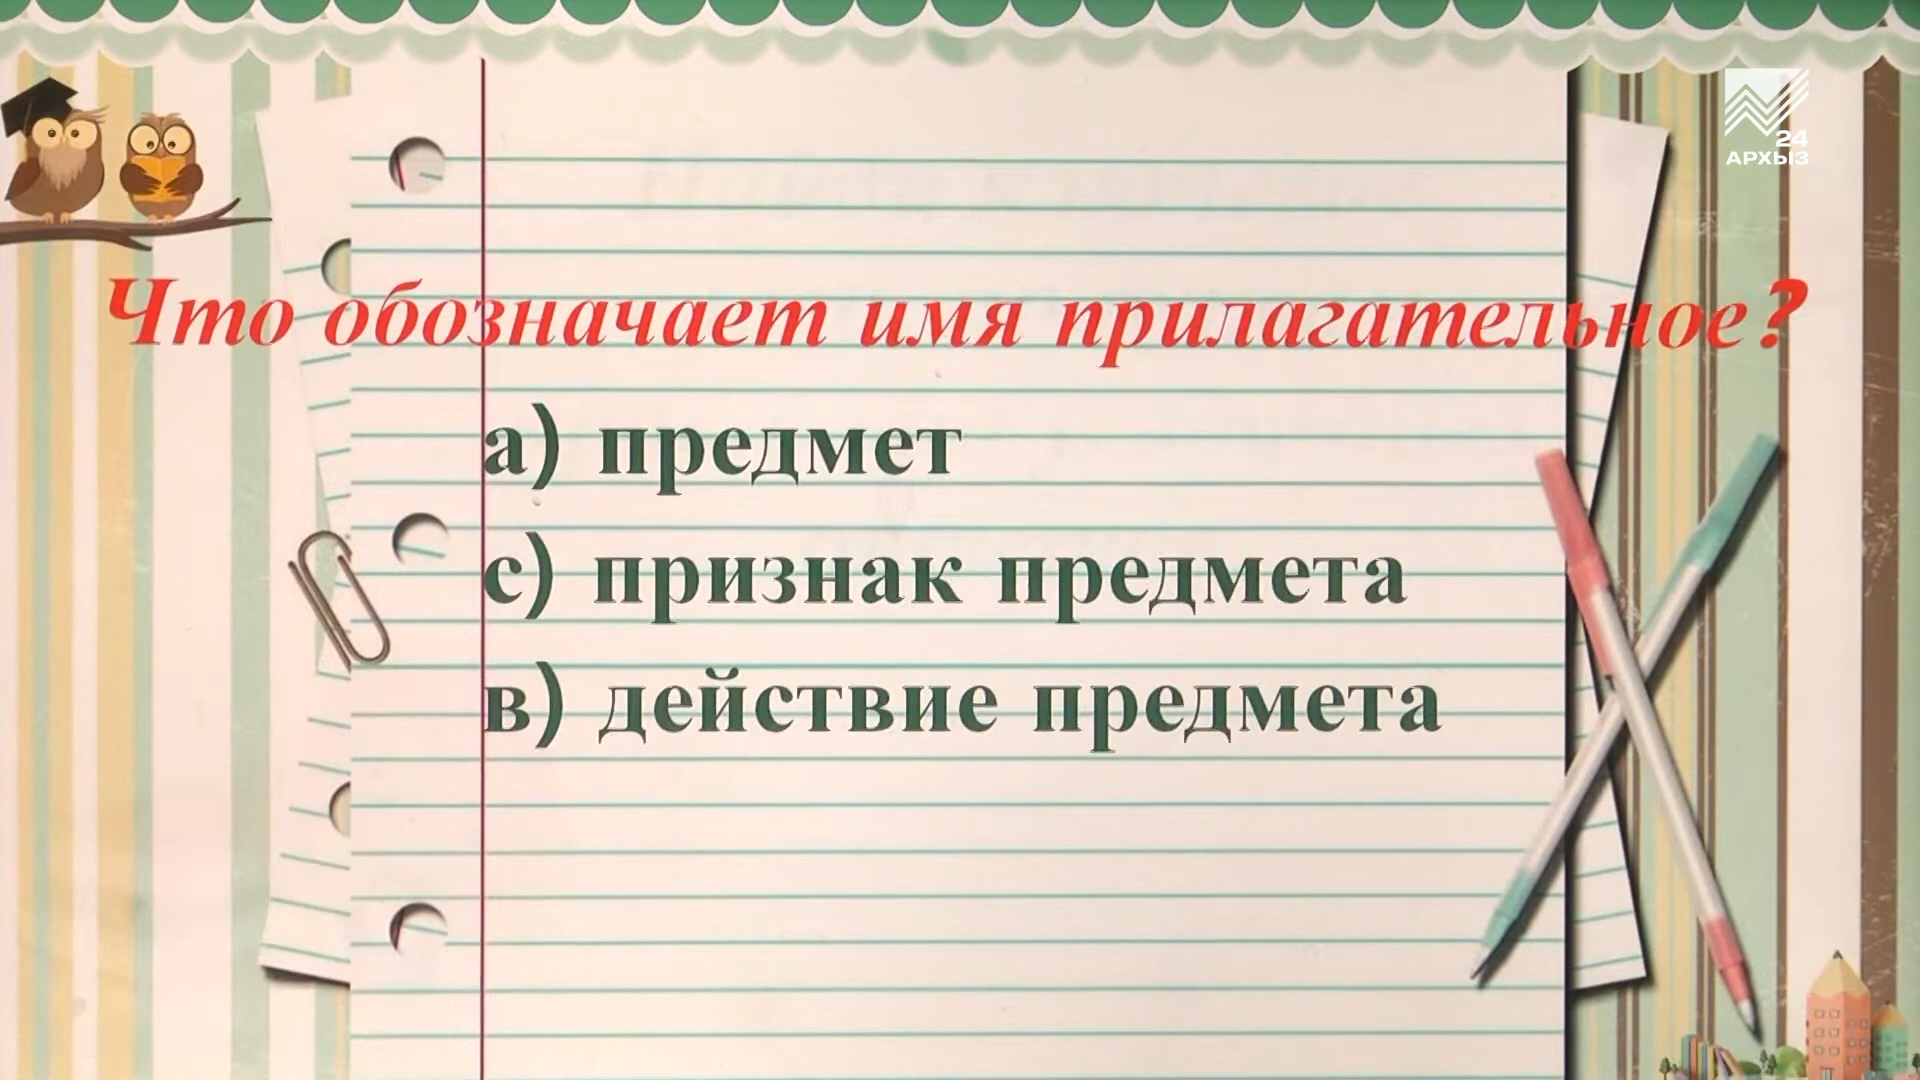 24
АРХЫЗ
Что обозначает имя прилагательное?
а) предмет
с) признак предмета
в) действие предмета